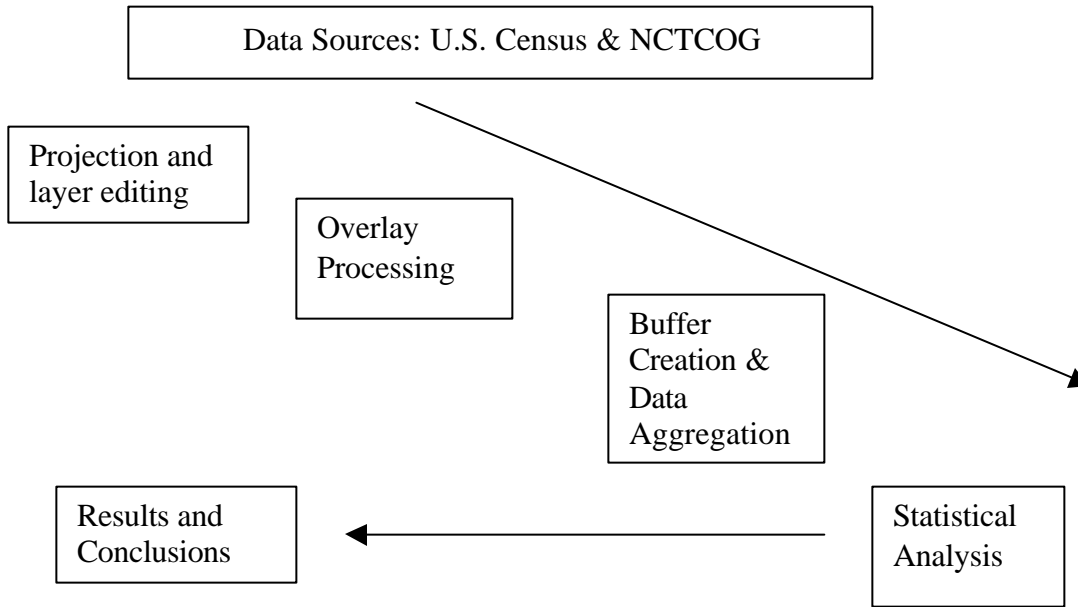 Data Sources: U.S. Census & NCTCOG
Projection and
layer editing
Overlay
Processing
Buffer
Creation &
Data
Aggregation
Statistical
Analysis
Results and
Conclusions